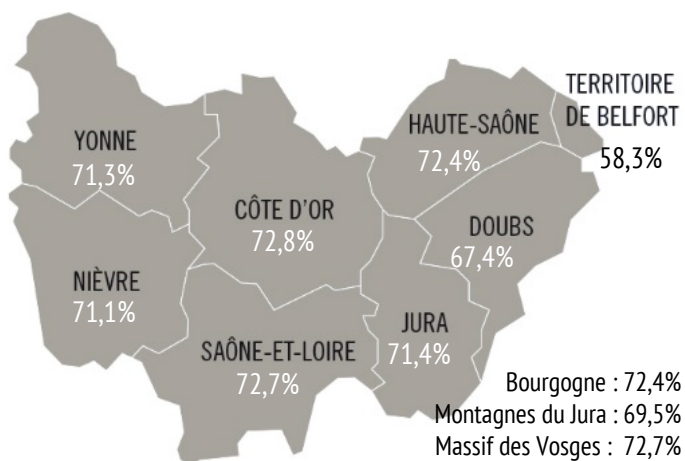 TERRITOIRE
DE BELFORT
58,3%
HAUTE-SAÔNE
72,4%
YONNE
71,3%
CÔTE D'OR
72,8%
DOUBS
67,4%
NIÈVRE
71,1%
SAÔNE-ET-LOIRE
72,7%
JURA
71,4%
Bourgogne : 72,4%
Montagnes du Jura : 69,5%
Massif des Vosges : 72,7%